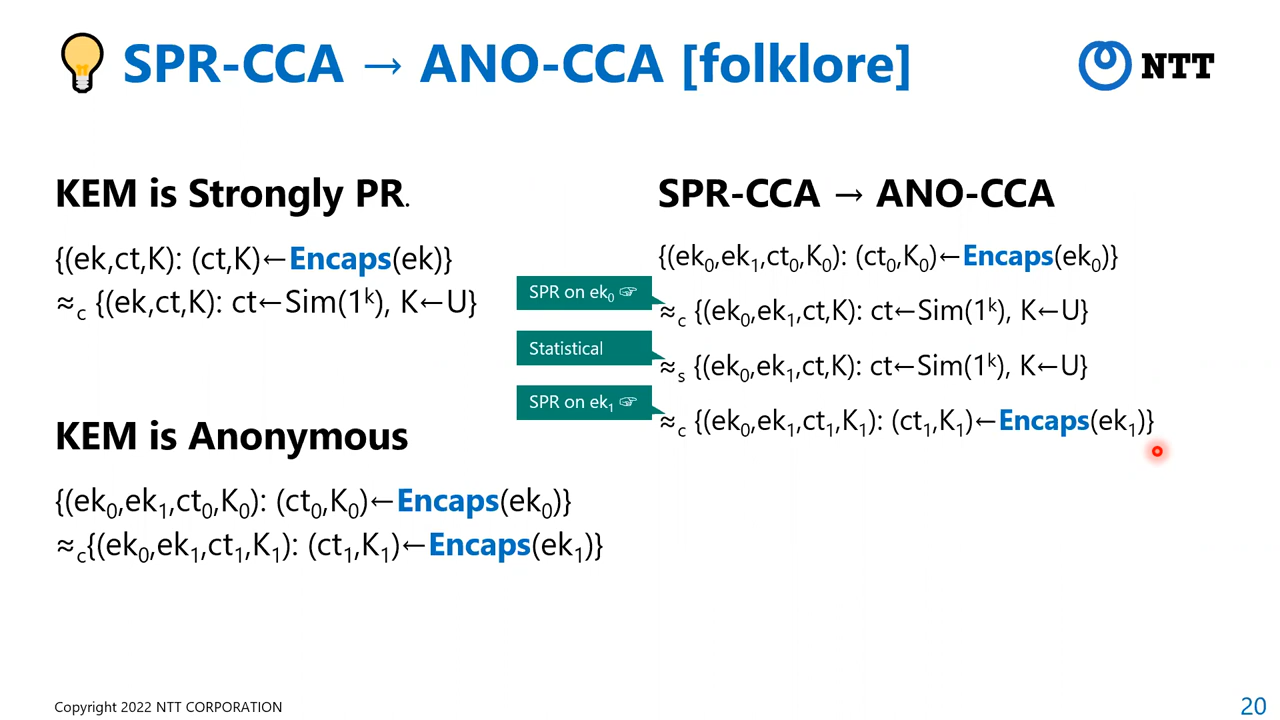 SPR-CCA → ANO-CCA [folklore]
NTT
KEM is Strongly PR.
{(ek,ct,K): (ct,K)←Encaps(ek)}
≈c {(ek,ct,K): ct←Sim(1ᵏ), K←U}
KEM is Anonymous
{(ek₀,ek₁,ct₀,K₀): (ct₀,K₀)←Encaps(ek₀)}
≈c{(ek₀,ek₁,ct₁,K₁): (ct₁,K₁)←Encaps(ek₁)}
SPR-CCA → ANO-CCA
{(ek₀,ek₁,ct₀,K₀): (ct₀,K₀)←Encaps(ek₀)}
SPR on ek₀ ☞
≈c {(ek₀,ek₁,ct,K): ct←Sim(1ᵏ), K←U}
Statistical
≈s {(ek₀,ek₁,ct,K): ct←Sim(1ᵏ), K←U}
SPR on ek₁ ☞
≈c {(ek₀,ek₁,ct₁,K₁): (ct₁,K₁)←Encaps(ek₁)}
Copyright 2022 NTT CORPORATION
20